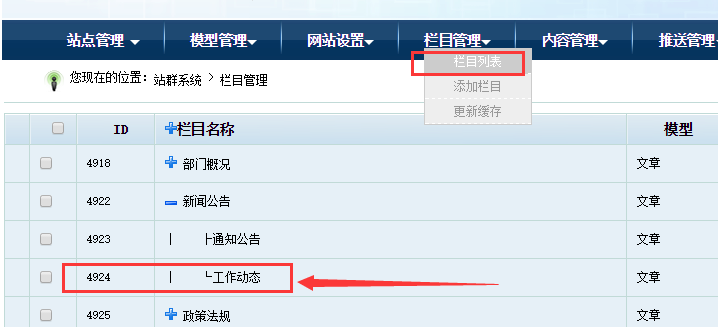 站点管理 模型管理 网站设置 栏目管理 内容管理 推送管理
栏目列表
您现在的位置：站群系统 > 栏目管理
添加栏目
更新缓存
ID 栏目名称 模型
4918 部门概况 文章
4922 新闻公告 文章
4923 | ├通知公告 文章
4924 | └工作动态 文章
4925 政策法规 文章